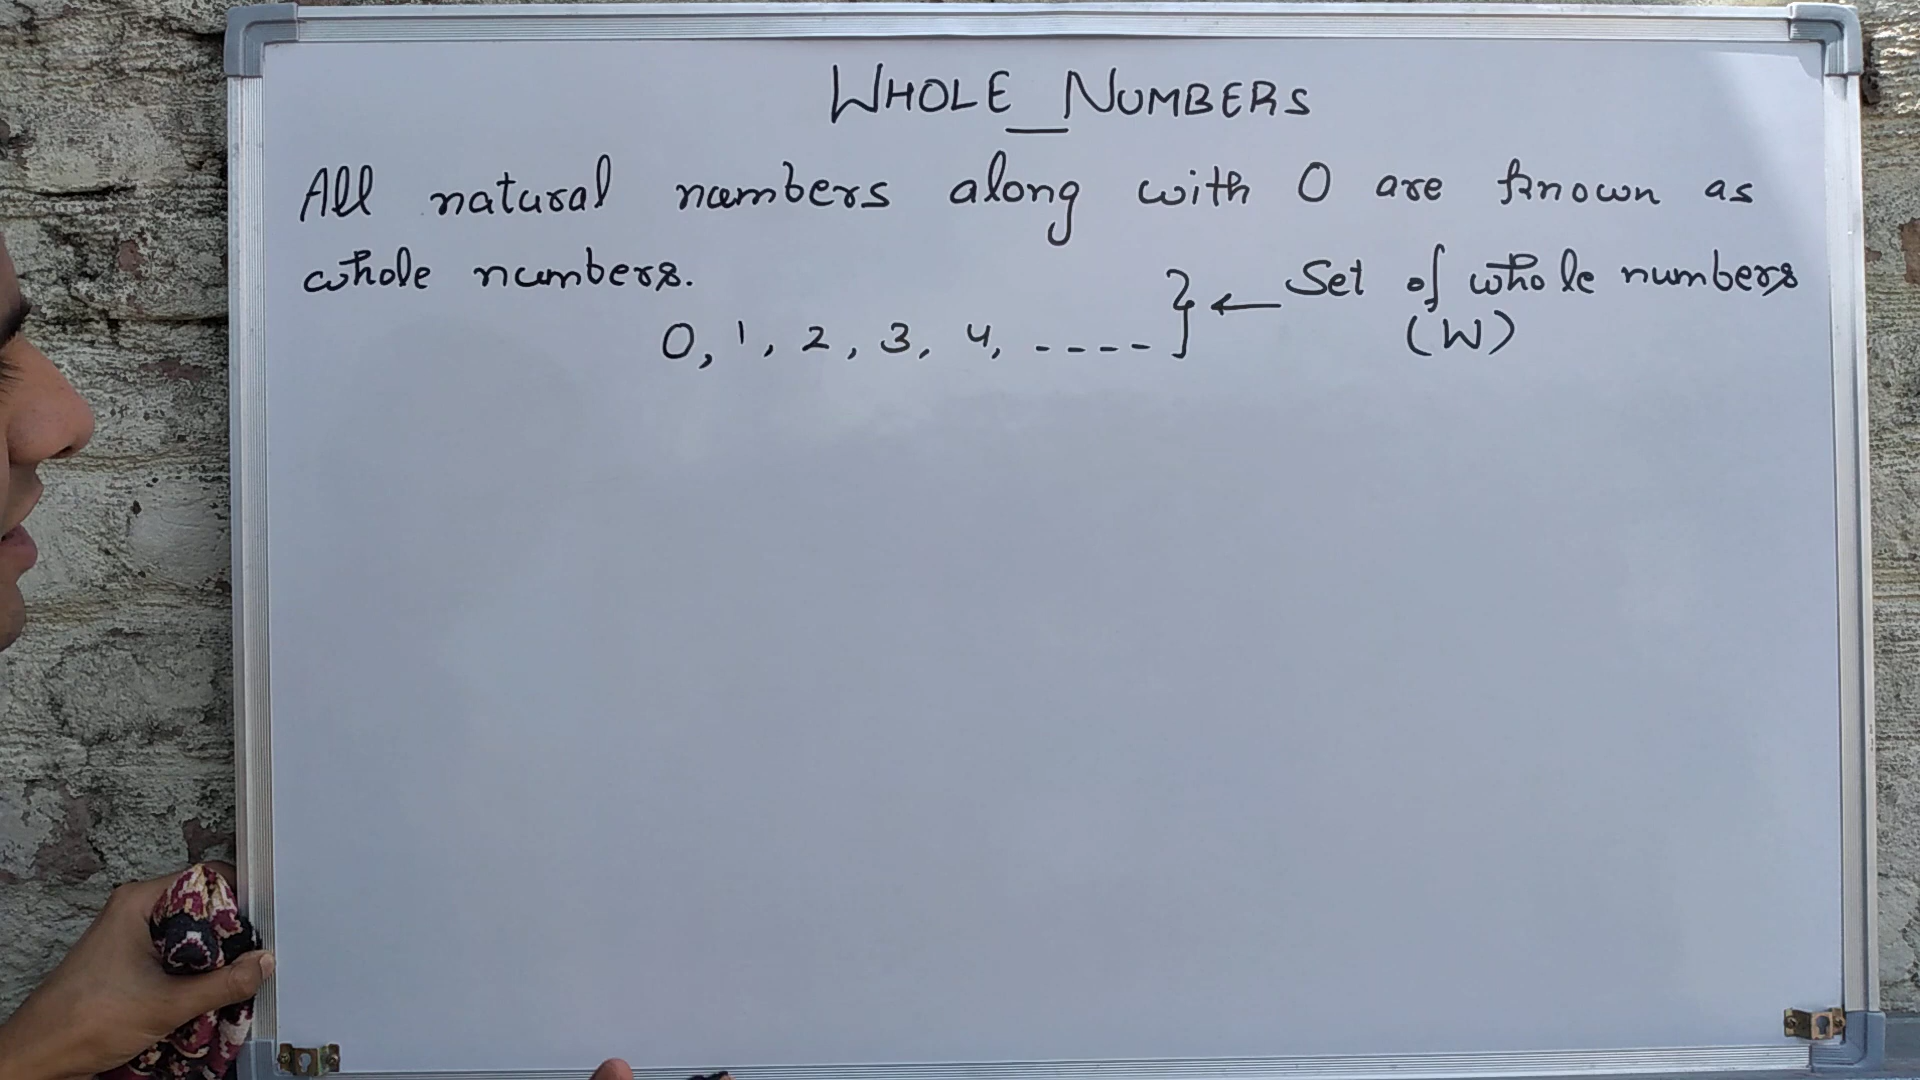 WHOLE NUMBERS
All natural numbers along with 0 are known as
whole numbers.
0, 1, 2, 3, 4, ---- } ← Set of whole numbers
(W)